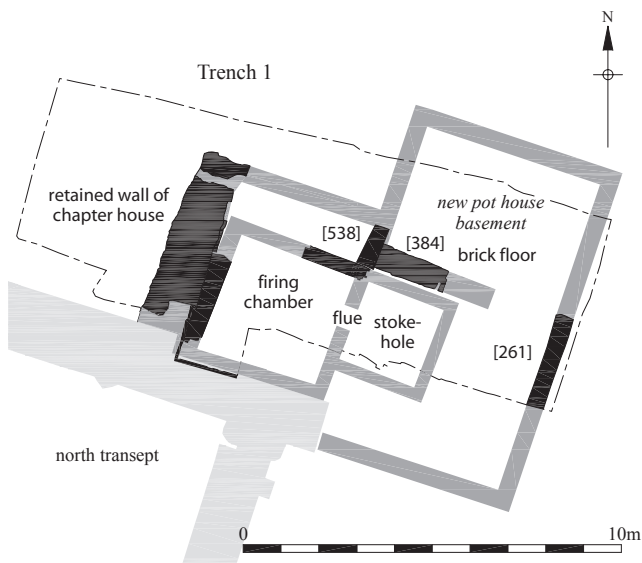 N
Trench 1
retained wall of
chapter house
new pot house
basement
[538]
[384]
brick floor
firing
chamber
flue
stoke-
hole
[261]
north transept
0
10m